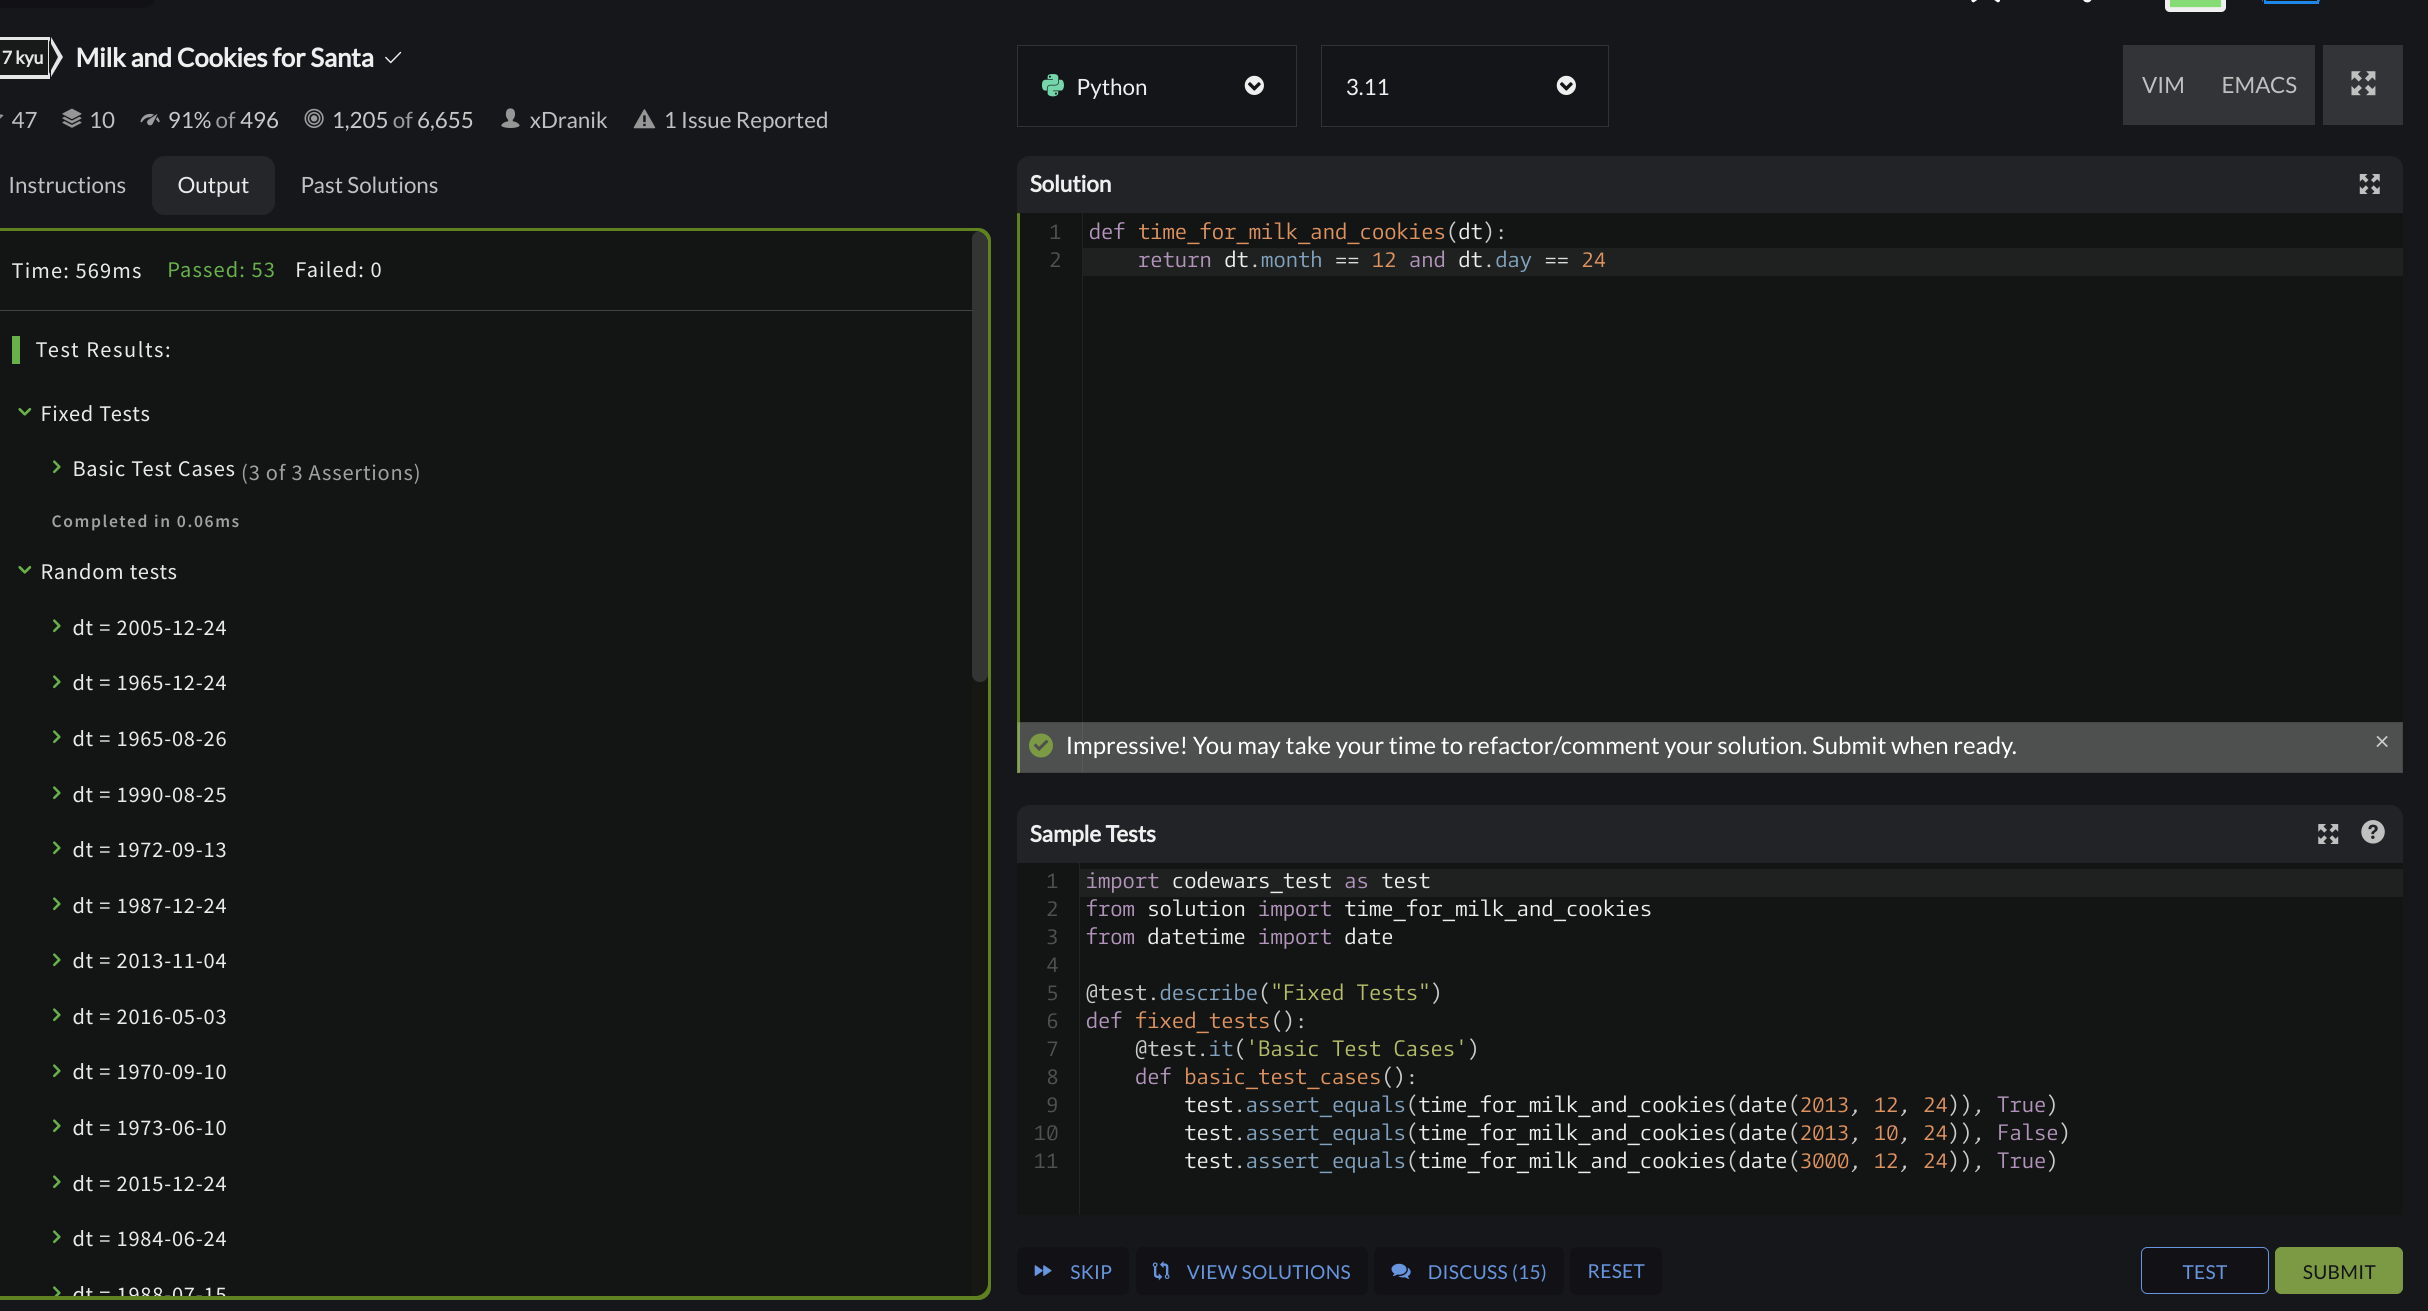 7 kyu
Milk and Cookies for Santa
47 10 91% of 496 1,205 of 6,655 xDranik 1 Issue Reported
Instructions Output Past Solutions
Time: 569ms Passed: 53 Failed: 0
Test Results:
Fixed Tests
Basic Test Cases (3 of 3 Assertions)
Completed in 0.06ms
Random tests
dt = 2005-12-24
dt = 1965-12-24
dt = 1965-08-26
dt = 1990-08-25
dt = 1972-09-13
dt = 1987-12-24
dt = 2013-11-04
dt = 2016-05-03
dt = 1970-09-10
dt = 1973-06-10
dt = 2015-12-24
dt = 1984-06-24
dt = 1988-07-15
Python 3.11 VIM EMACS
Solution
1 def time_for_milk_and_cookies(dt):
2     return dt.month == 12 and dt.day == 24
Impressive! You may take your time to refactor/comment your solution. Submit when ready.
Sample Tests
1 import codewars_test as test
2 from solution import time_for_milk_and_cookies
3 from datetime import date
4
5 @test.describe("Fixed Tests")
6 def fixed_tests():
7     @test.it('Basic Test Cases')
8     def basic_test_cases():
9         test.assert_equals(time_for_milk_and_cookies(date(2013, 12, 24)), True)
10         test.assert_equals(time_for_milk_and_cookies(date(2013, 10, 24)), False)
11         test.assert_equals(time_for_milk_and_cookies(date(3000, 12, 24)), True)
SKIP VIEW SOLUTIONS DISCUSS (15) RESET TEST SUBMIT